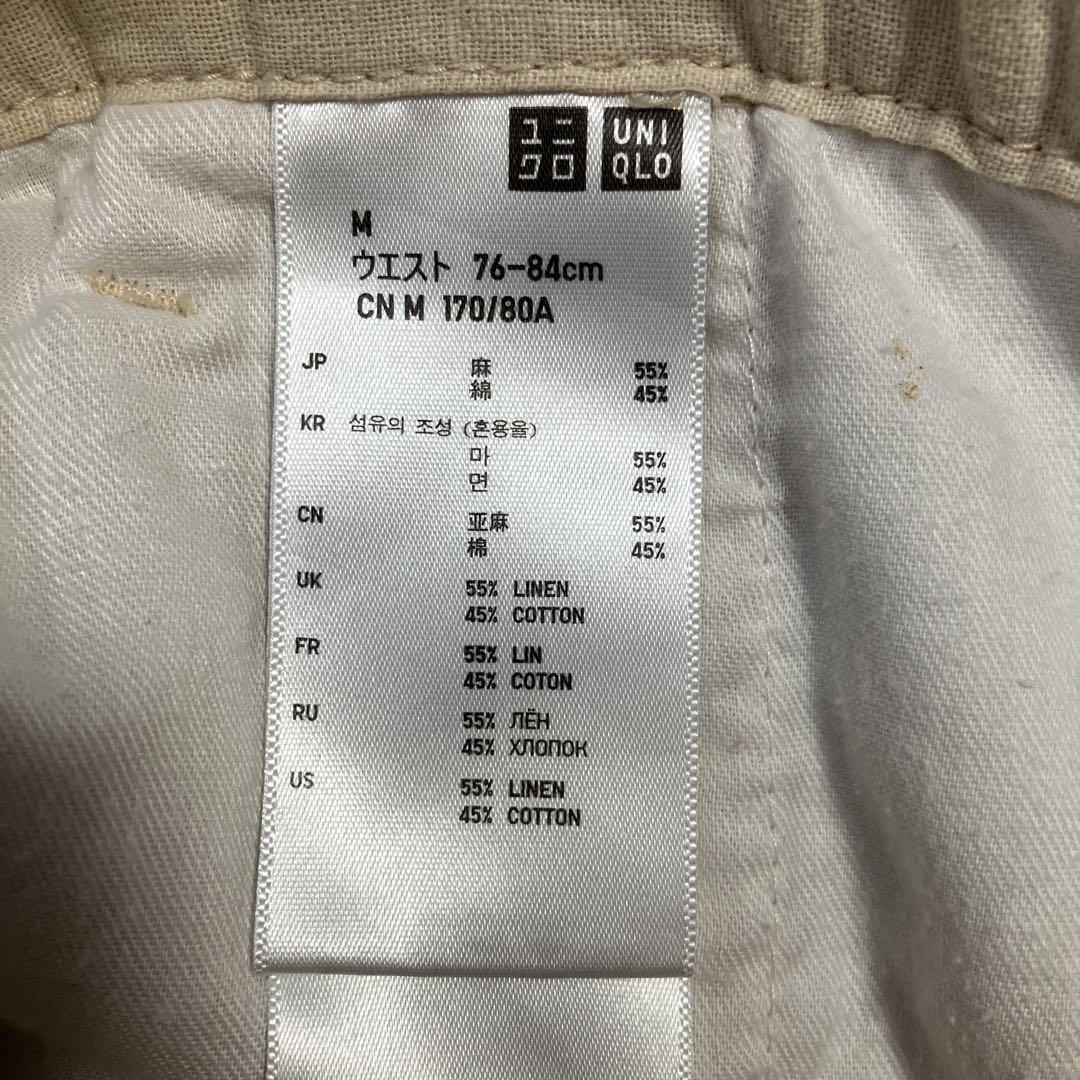 ユニ
クロ
UNI
QLO
M
ウエスト 76-84cm
CN M 170/80A
JP 麻 55%
綿 45%
KR 섬유의 조성 (혼용율)
마 55%
면 45%
CN 亚麻 55%
棉 45%
UK 55% LINEN
45% COTTON
FR 55% LIN
45% COTON
RU 55% ЛЁН
45% ХЛОПОК
US 55% LINEN
45% COTTON